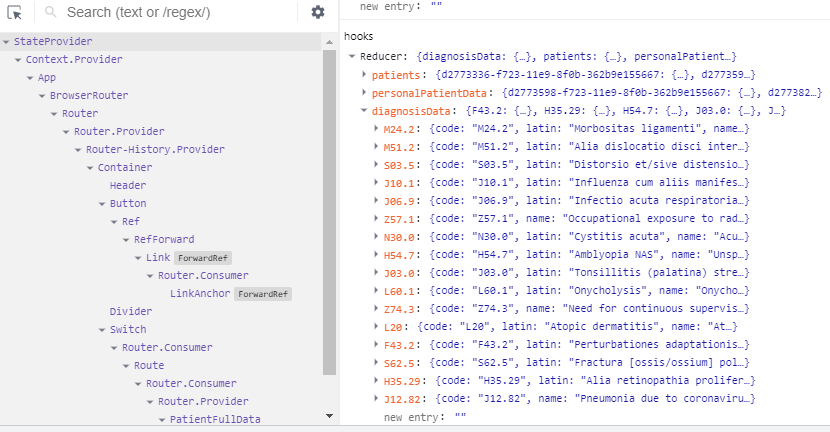 Search (text or /regex/)
StateProvider
Context.Provider
App
BrowserRouter
Router
Router.Provider
Router-History.Provider
Container
Header
Button
Ref
RefForward
Link ForwardRef
Router.Consumer
LinkAnchor ForwardRef
Divider
Switch
Router.Consumer
Route
Router.Consumer
Router.Provider
PatientFullData
new entry: ""
hooks
Reducer: {diagnosisData: {…}, patients: {…}, personalPatient…}
patients: {d2773336-f723-11e9-8f0b-362b9e155667: {…}, d277359…}
personalPatientData: {d2773598-f723-11e9-8f0b-362b9e155667: {…}, d277382…}
diagnosisData: {F43.2: {…}, H35.29: {…}, H54.7: {…}, J03.0: {…}, J…}
M24.2: {code: "M24.2", latin: "Morbositas ligamenti", name…}
M51.2: {code: "M51.2", latin: "Alia dislocatio disci inter…}
S03.5: {code: "S03.5", latin: "Distorsio et/sive distensio…}
J10.1: {code: "J10.1", latin: "Influenza cum aliis manifes…}
J06.9: {code: "J06.9", latin: "Infectio acuta respiratoria…}
Z57.1: {code: "Z57.1", name: "Occupational exposure to rad…}
N30.0: {code: "N30.0", latin: "Cystitis acuta", name: "Acu…}
H54.7: {code: "H54.7", latin: "Amblyopia NAS", name: "Unsp…}
J03.0: {code: "J03.0", latin: "Tonsillitis (palatina) stre…}
L60.1: {code: "L60.1", latin: "Onycholysis", name: "Onycho…}
Z74.3: {code: "Z74.3", name: "Need for continuous supervis…}
L20: {code: "L20", latin: "Atopic dermatitis", name: "At…}
F43.2: {code: "F43.2", latin: "Perturbationes adaptationis…}
S62.5: {code: "S62.5", latin: "Fractura [ossis/ossium] pol…}
H35.29: {code: "H35.29", latin: "Alia retinopathia prolifer…}
J12.82: {code: "J12.82", name: "Pneumonia due to coronaviru…}
new entry: ""